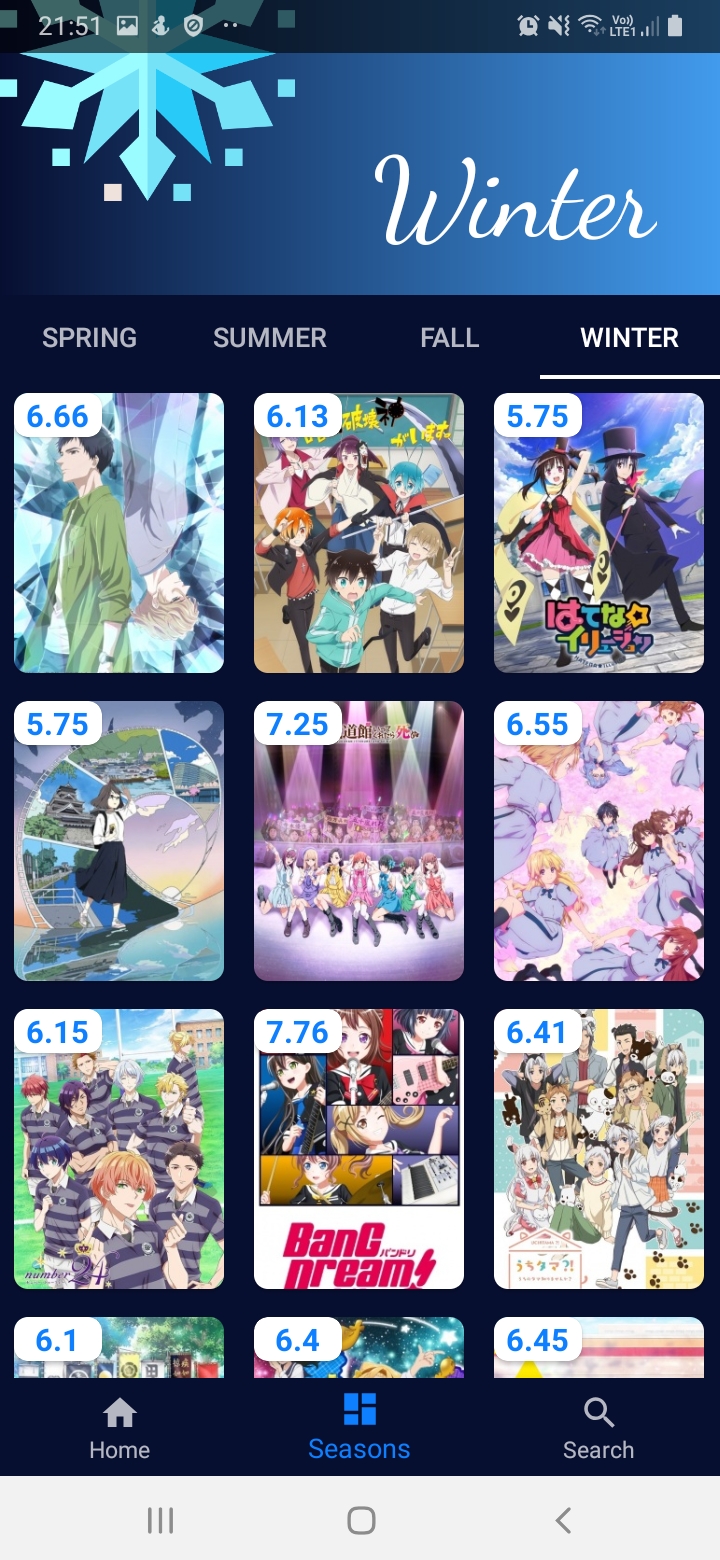 21:51
Vo))
LTE1
Winter
SPRING SUMMER FALL WINTER
6.66 6.13 5.75
破壊
がいます。
はてな☆
イリュージョン
5.75 7.25 6.55
道館
死
6.15 7.76 6.41
number24
BanG
バンドリ
Dream!
うちタマ?!
6.1 6.4 6.45
Home Seasons Search